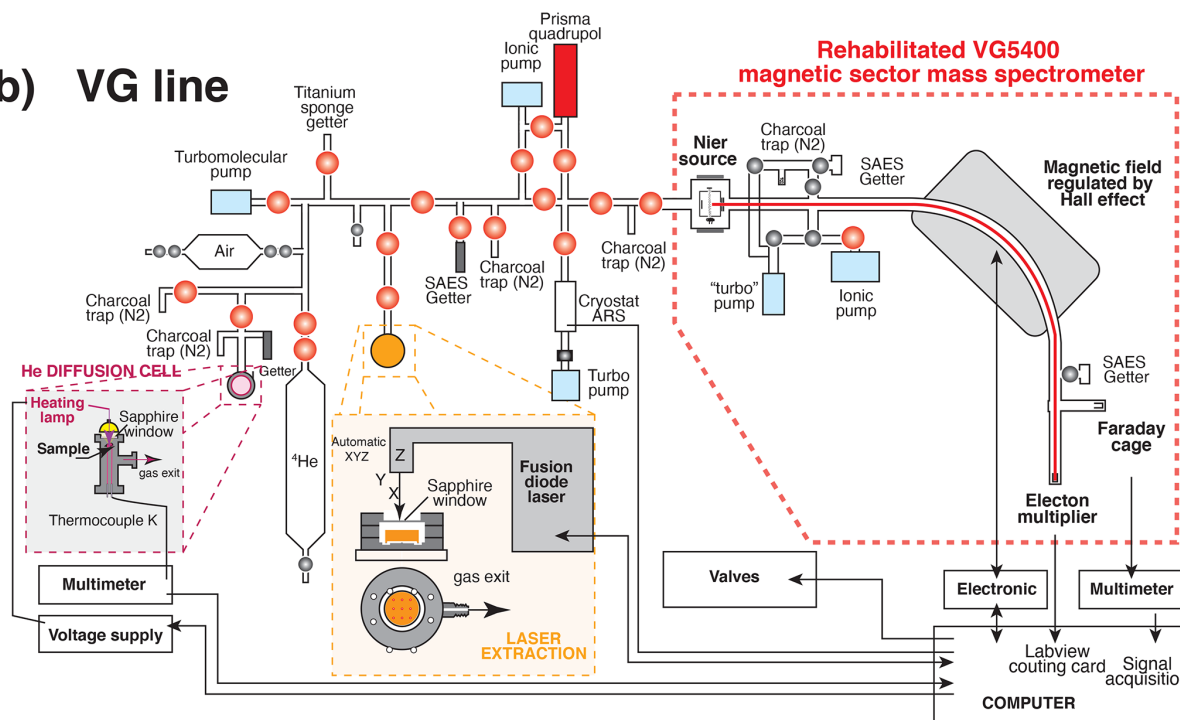 b) VG line
Prisma
quadrupol
Ionic
pump
Titanium
sponge
getter
Turbomolecular
pump
Air
Charcoal
trap (N2)
Charcoal
trap (N2)
Getter
He DIFFUSION CELL
Heating
lamp
Sapphire
window
Sample
gas exit
Thermocouple K
Multimeter
Voltage supply
4He
SAES
Getter
Charcoal
trap (N2)
Cryostat
ARS
Turbo
pump
Charcoal
trap (N2)
Automatic
XYZ
Z
Y
X
Sapphire
window
Fusion
diode
laser
gas exit
LASER
EXTRACTION
Rehabilitated VG5400
magnetic sector mass spectrometer
Nier
source
Charcoal
trap (N2)
SAES
Getter
Magnetic field
regulated by
Hall effect
“turbo”
pump
Ionic
pump
SAES
Getter
Faraday
cage
Electon
multiplier
Valves
Electronic
Multimeter
Labview
couting card
Signal
acquisitio
COMPUTER